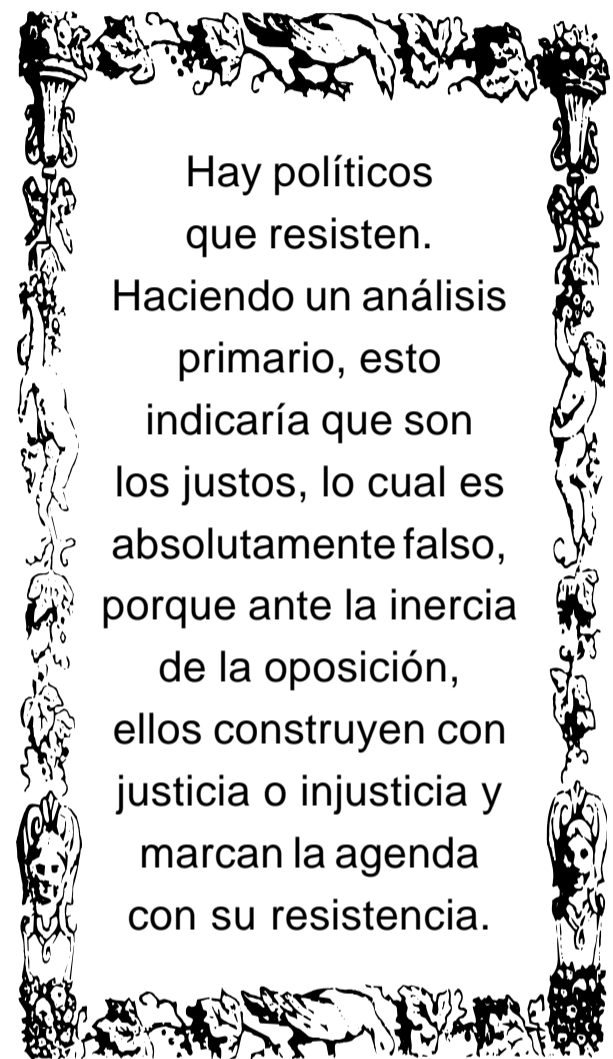 Hay políticos
que resisten.
Haciendo un análisis
primario, esto
indicaría que son
los justos, lo cual es
absolutamente falso,
porque ante la inercia
de la oposición,
ellos construyen con
justicia o injusticia y
marcan la agenda
con su resistencia.